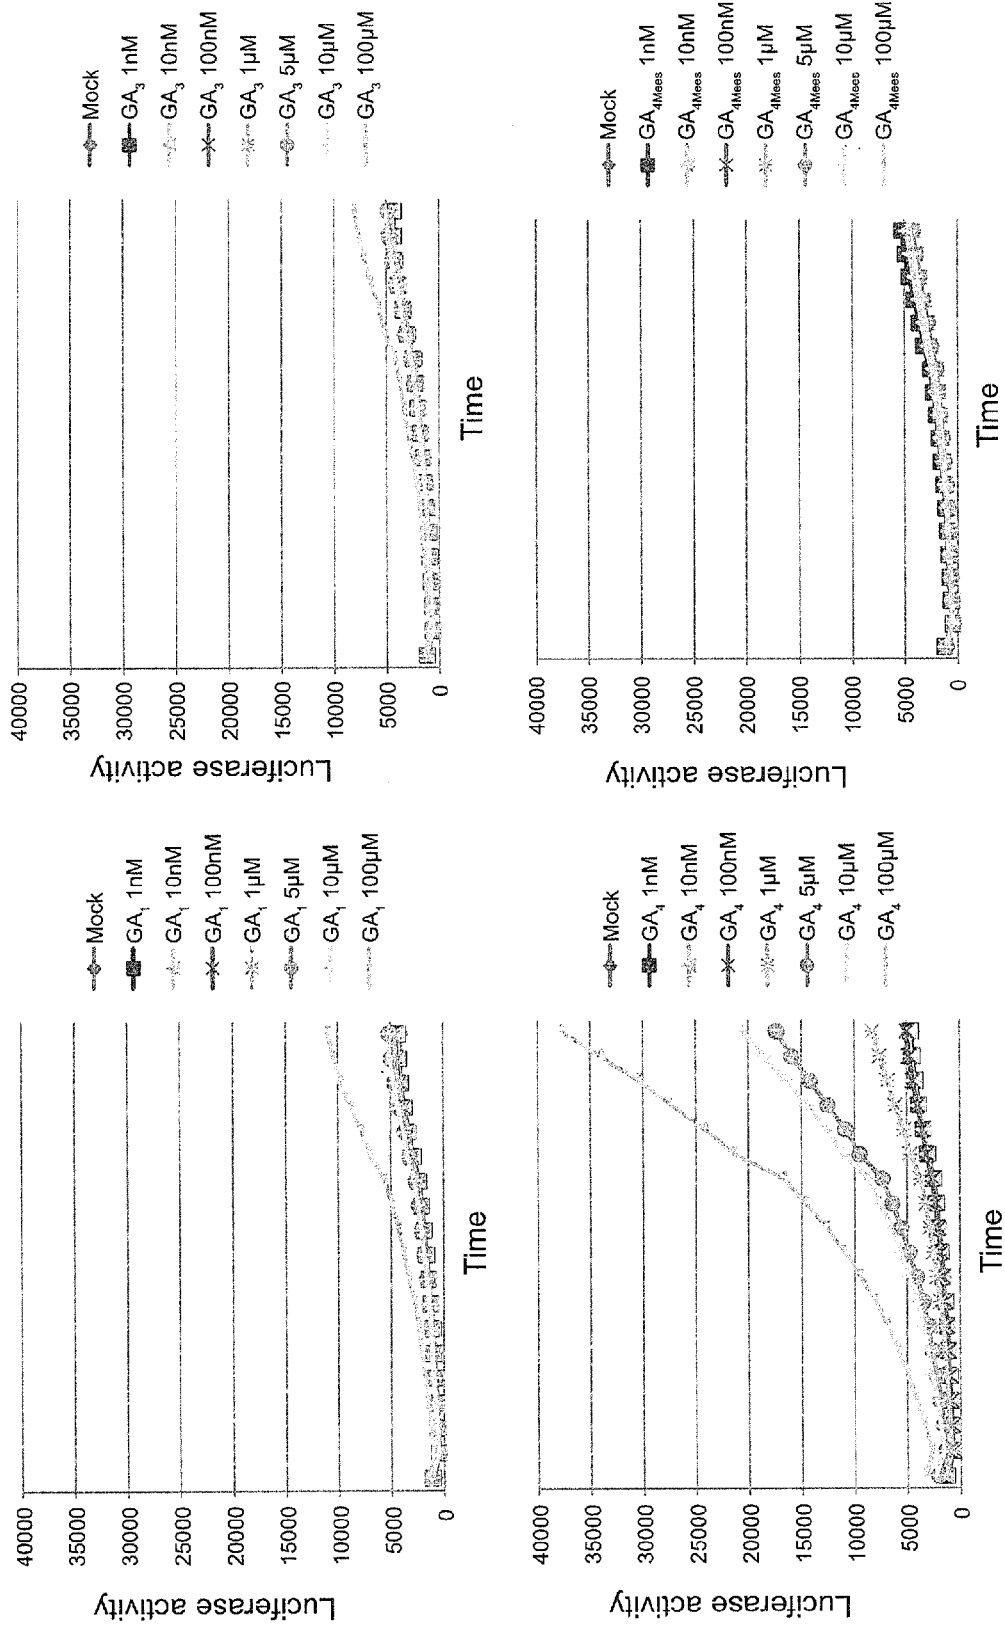 40000
35000
30000
25000
20000
15000
10000
5000
0
Luciferase activity
Time
Mock
GA1 1nM
GA1 10nM
GA1 100nM
GA1 1µM
GA1 5µM
GA1 10µM
GA1 100µM
40000
35000
30000
25000
20000
15000
10000
5000
0
Luciferase activity
Time
Mock
GA3 1nM
GA3 10nM
GA3 100nM
GA3 1µM
GA3 5µM
GA3 10µM
GA3 100µM
40000
35000
30000
25000
20000
15000
10000
5000
0
Luciferase activity
Time
Mock
GA4 1nM
GA4 10nM
GA4 100nM
GA4 1µM
GA4 5µM
GA4 10µM
GA4 100µM
40000
35000
30000
25000
20000
15000
10000
5000
0
Luciferase activity
Time
Mock
GA4Mees 1nM
GA4Mees 10nM
GA4Mees 100nM
GA4Mees 1µM
GA4Mees 5µM
GA4Mees 10µM
GA4Mees 100µM